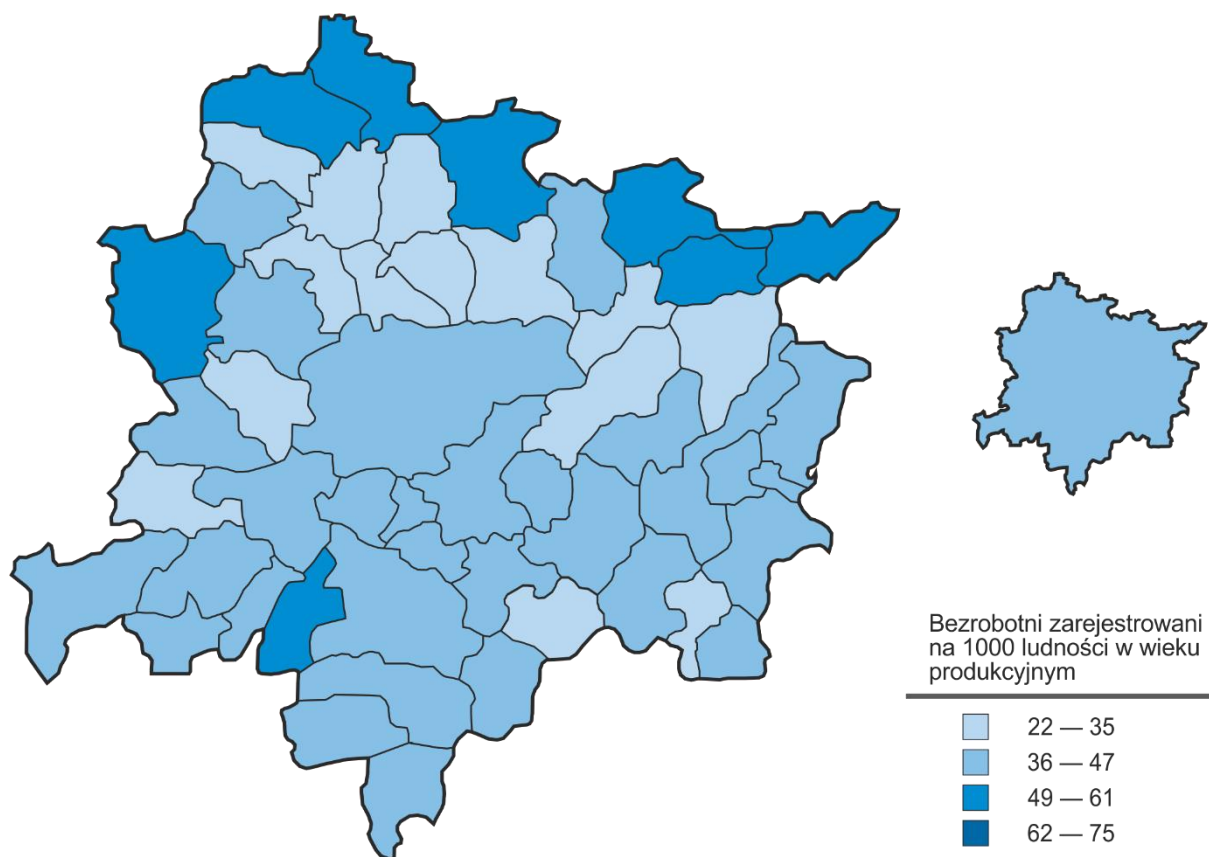 Bezrobotni zarejestrowani
na 1000 ludności w wieku
produkcyjnym
22 — 35
36 — 47
49 — 61
62 — 75